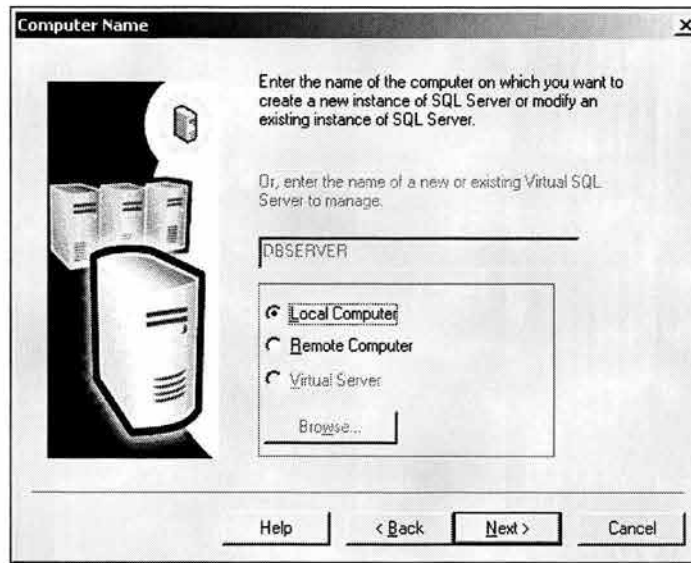 Computer Name
Enter the name of the computer on which you want to
create a new instance of SQL Server or modify an
existing instance of SQL Server.
Or, enter the name of a new or existing Virtual SQL
Server to manage.
DBSERVER
Local Computer
Remote Computer
Virtual Server
Browse...
Help
< Back
Next >
Cancel